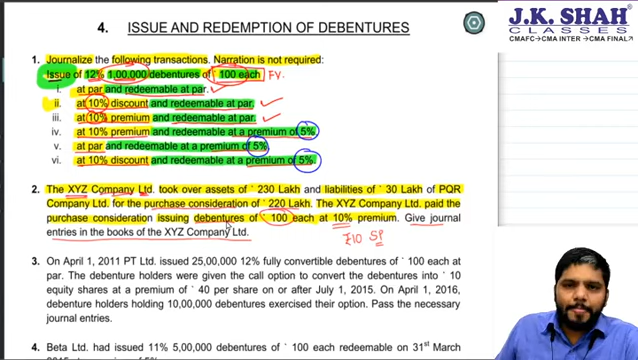 4. ISSUE AND REDEMPTION OF DEBENTURES
J.K. SHAH
CLASSES
CMAFC→CMA INTER→CMA FINAL
1. Journalize the following transactions. Narration is not required:
Issue of 12% 1,00,000 debentures of ` 100 each FV.
i. at par and redeemable at par.
ii. at 10% discount and redeemable at par.
iii. at 10% premium and redeemable at par.
iv. at 10% premium and redeemable at a premium of 5%.
v. at par and redeemable at a premium of 5%.
vi. at 10% discount and redeemable at a premium of 5%.
2. The XYZ Company Ltd. took over assets of ` 230 Lakh and liabilities of ` 30 Lakh of PQR
Company Ltd. for the purchase consideration of ` 220 Lakh. The XYZ Company Ltd. paid the
purchase consideration issuing debentures of ` 100 each at 10% premium. Give journal
entries in the books of the XYZ Company Ltd.
₹10 SP
3. On April 1, 2011 PT Ltd. issued 25,00,000 12% fully convertible debentures of ` 100 each at
par. The debenture holders were given the call option to convert the debentures into ` 10
equity shares at a premium of ` 40 per share on or after July 1, 2015. On April 1, 2016,
debenture holders holding 10,00,000 debentures exercised their option. Pass the necessary
journal entries.
4. Beta Ltd. had issued 11% 5,00,000 debentures of ` 100 each redeemable on 31st March